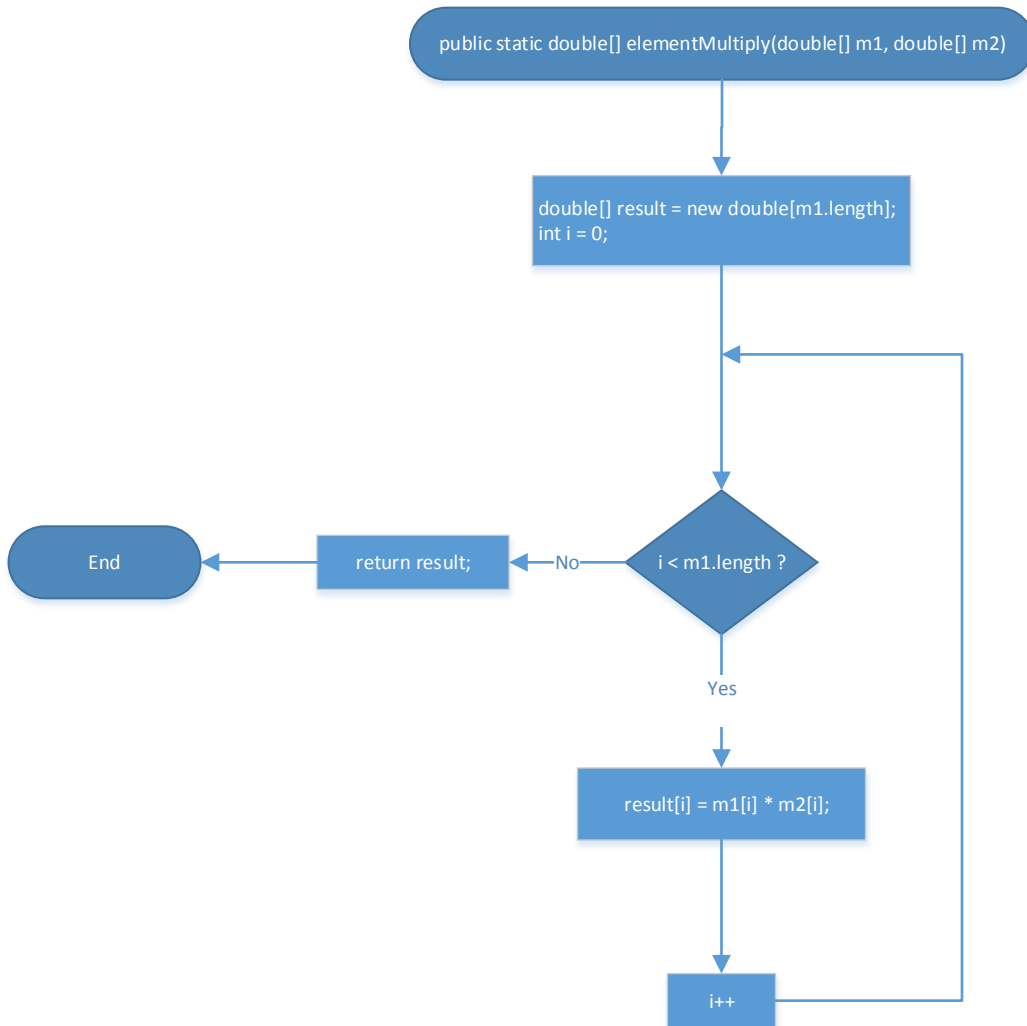 public static double[] elementMultiply(double[] m1, double[] m2)
double[] result = new double[m1.length];
int i = 0;
i < m1.length ?
No
return result;
End
Yes
result[i] = m1[i] * m2[i];
i++